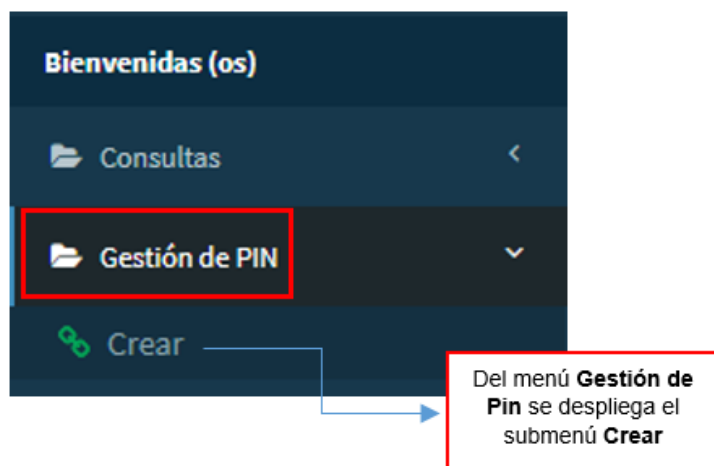 Bienvenidas (os)
Consultas
Gestión de PIN
Crear
Del menú Gestión de
Pin se despliega el
submenú Crear